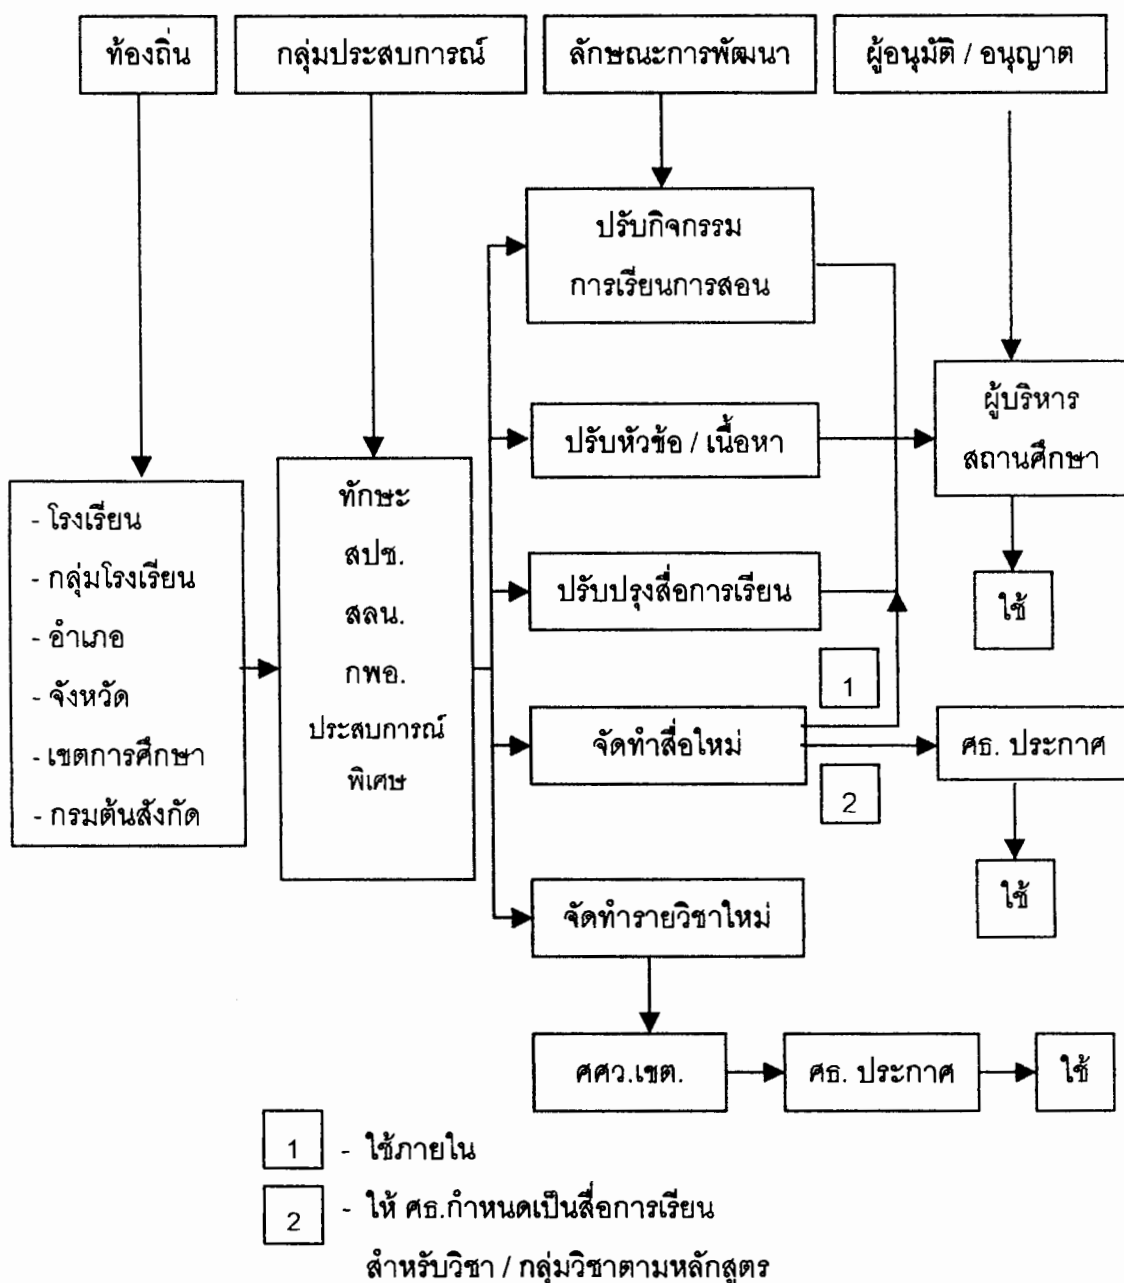 ท้องถิ่น
กลุ่มประสบการณ์
ลักษณะการพัฒนา
ผู้อนุมัติ / อนุญาต
ปรับกิจกรรม
การเรียนการสอน
ผู้บริหาร
สถานศึกษา
ปรับหัวข้อ / เนื้อหา
- โรงเรียน
- กลุ่มโรงเรียน
- อำเภอ
- จังหวัด
- เขตการศึกษา
- กรมต้นสังกัด
ทักษะ
สปช.
สลน.
กพอ.
ประสบการณ์
พิเศษ
ปรับปรุงสื่อการเรียน
ใช้
1
จัดทำสื่อใหม่
ศธ. ประกาศ
2
ใช้
จัดทำรายวิชาใหม่
ศศว.เขต.
ศธ. ประกาศ
ใช้
1 - ใช้ภายใน
2 - ให้ ศธ.กำหนดเป็นสื่อการเรียน
สำหรับวิชา / กลุ่มวิชาตามหลักสูตร